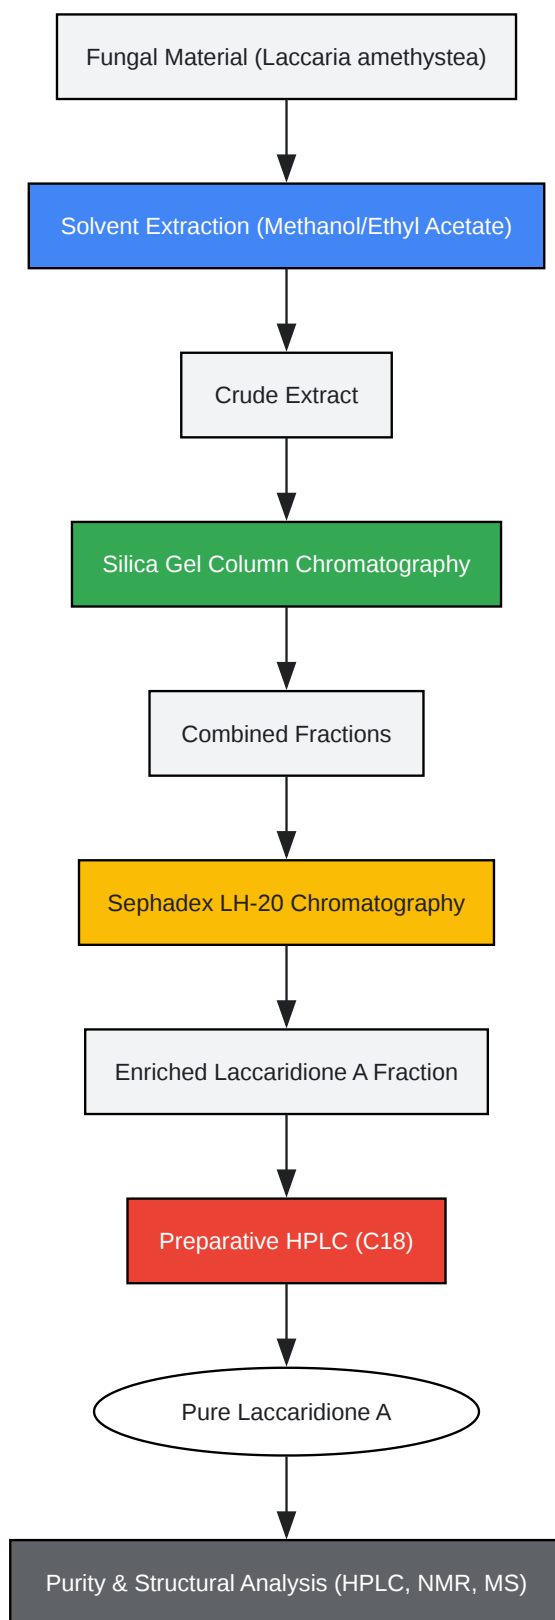 Fungal Material (Laccaria amethystea)
Solvent Extraction (Methanol/Ethyl Acetate)
Crude Extract
Silica Gel Column Chromatography
Combined Fractions
Sephadex LH-20 Chromatography
Enriched Laccaridione A Fraction
Preparative HPLC (C18)
Pure Laccaridione A
Purity & Structural Analysis (HPLC, NMR, MS)